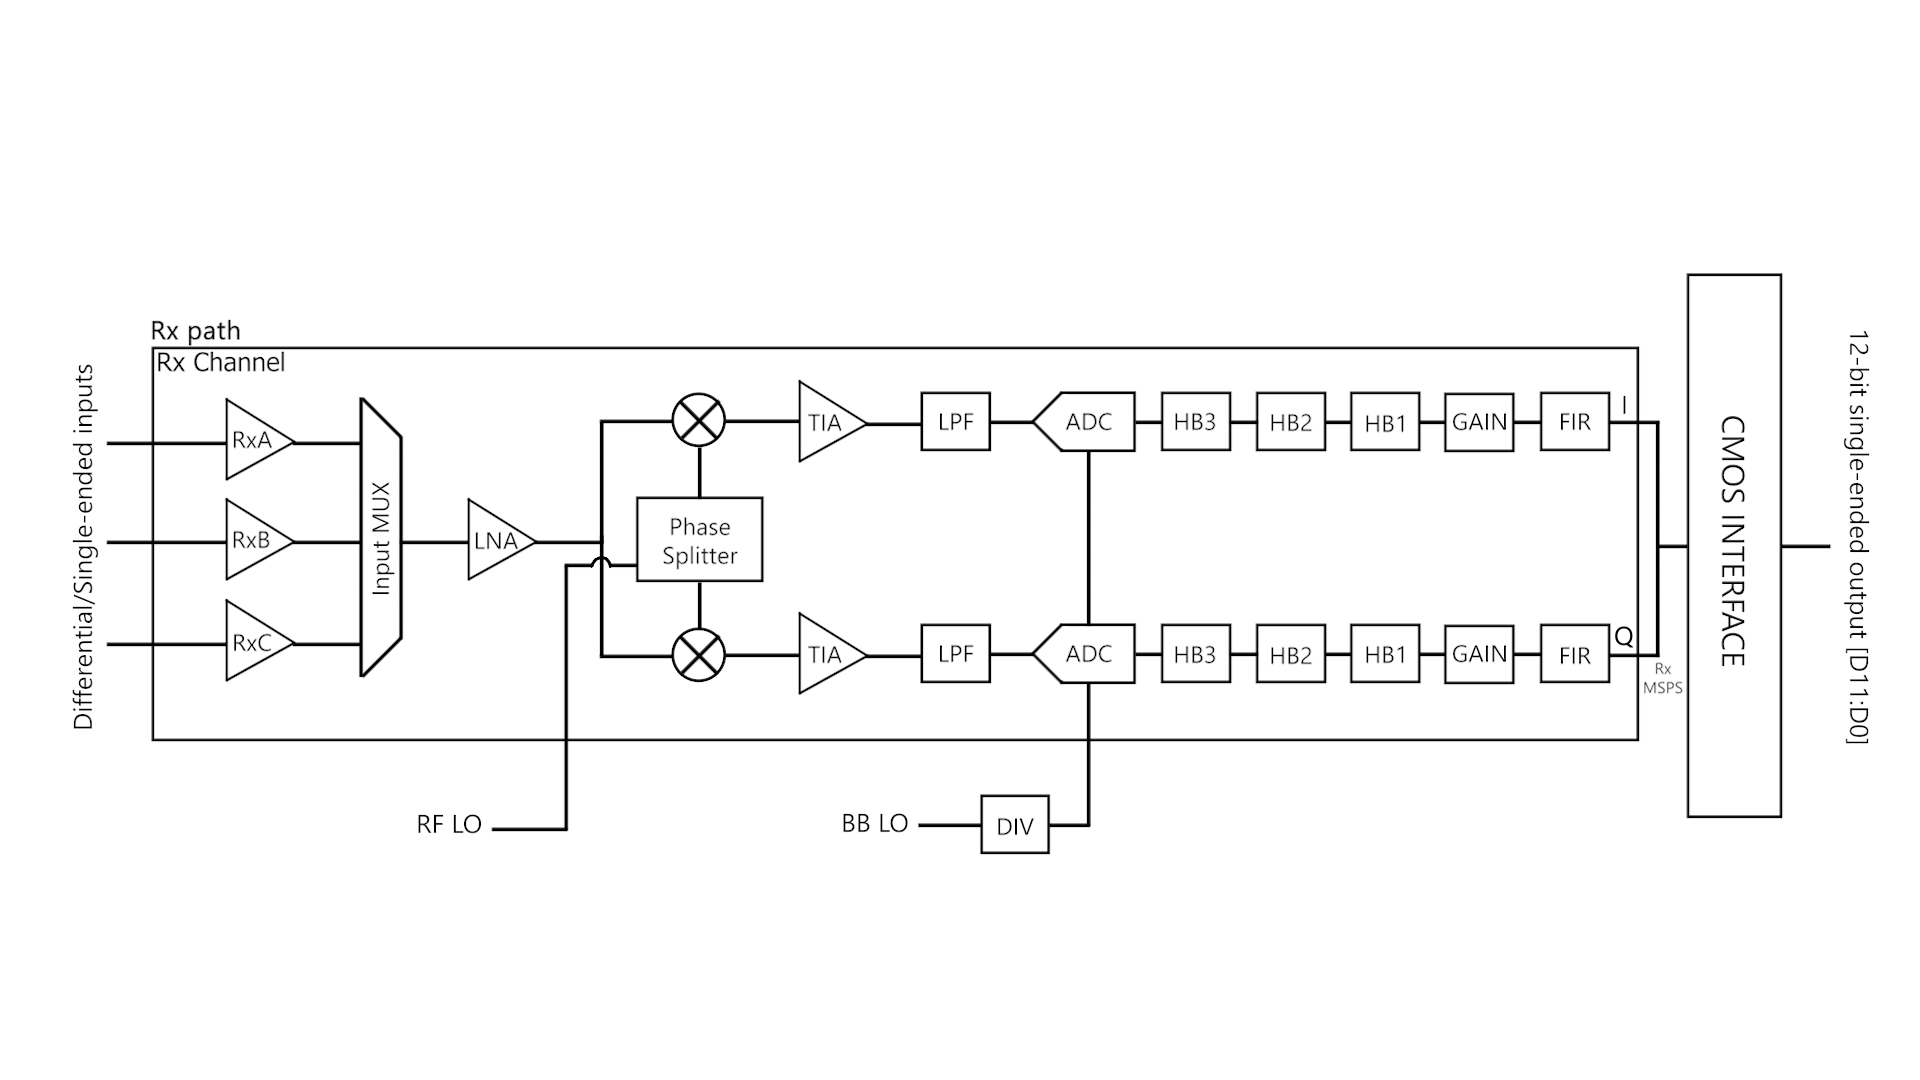 Rx path
Rx Channel
Differential/Single-ended inputs
RxA
RxB
RxC
Input MUX
LNA
Phase
Splitter
TIA
LPF
ADC
HB3
HB2
HB1
GAIN
FIR
I
TIA
LPF
ADC
HB3
HB2
HB1
GAIN
FIR
Q
Rx
MSPS
CMOS INTERFACE
12-bit single-ended output [D11:D0]
RF LO
BB LO
DIV